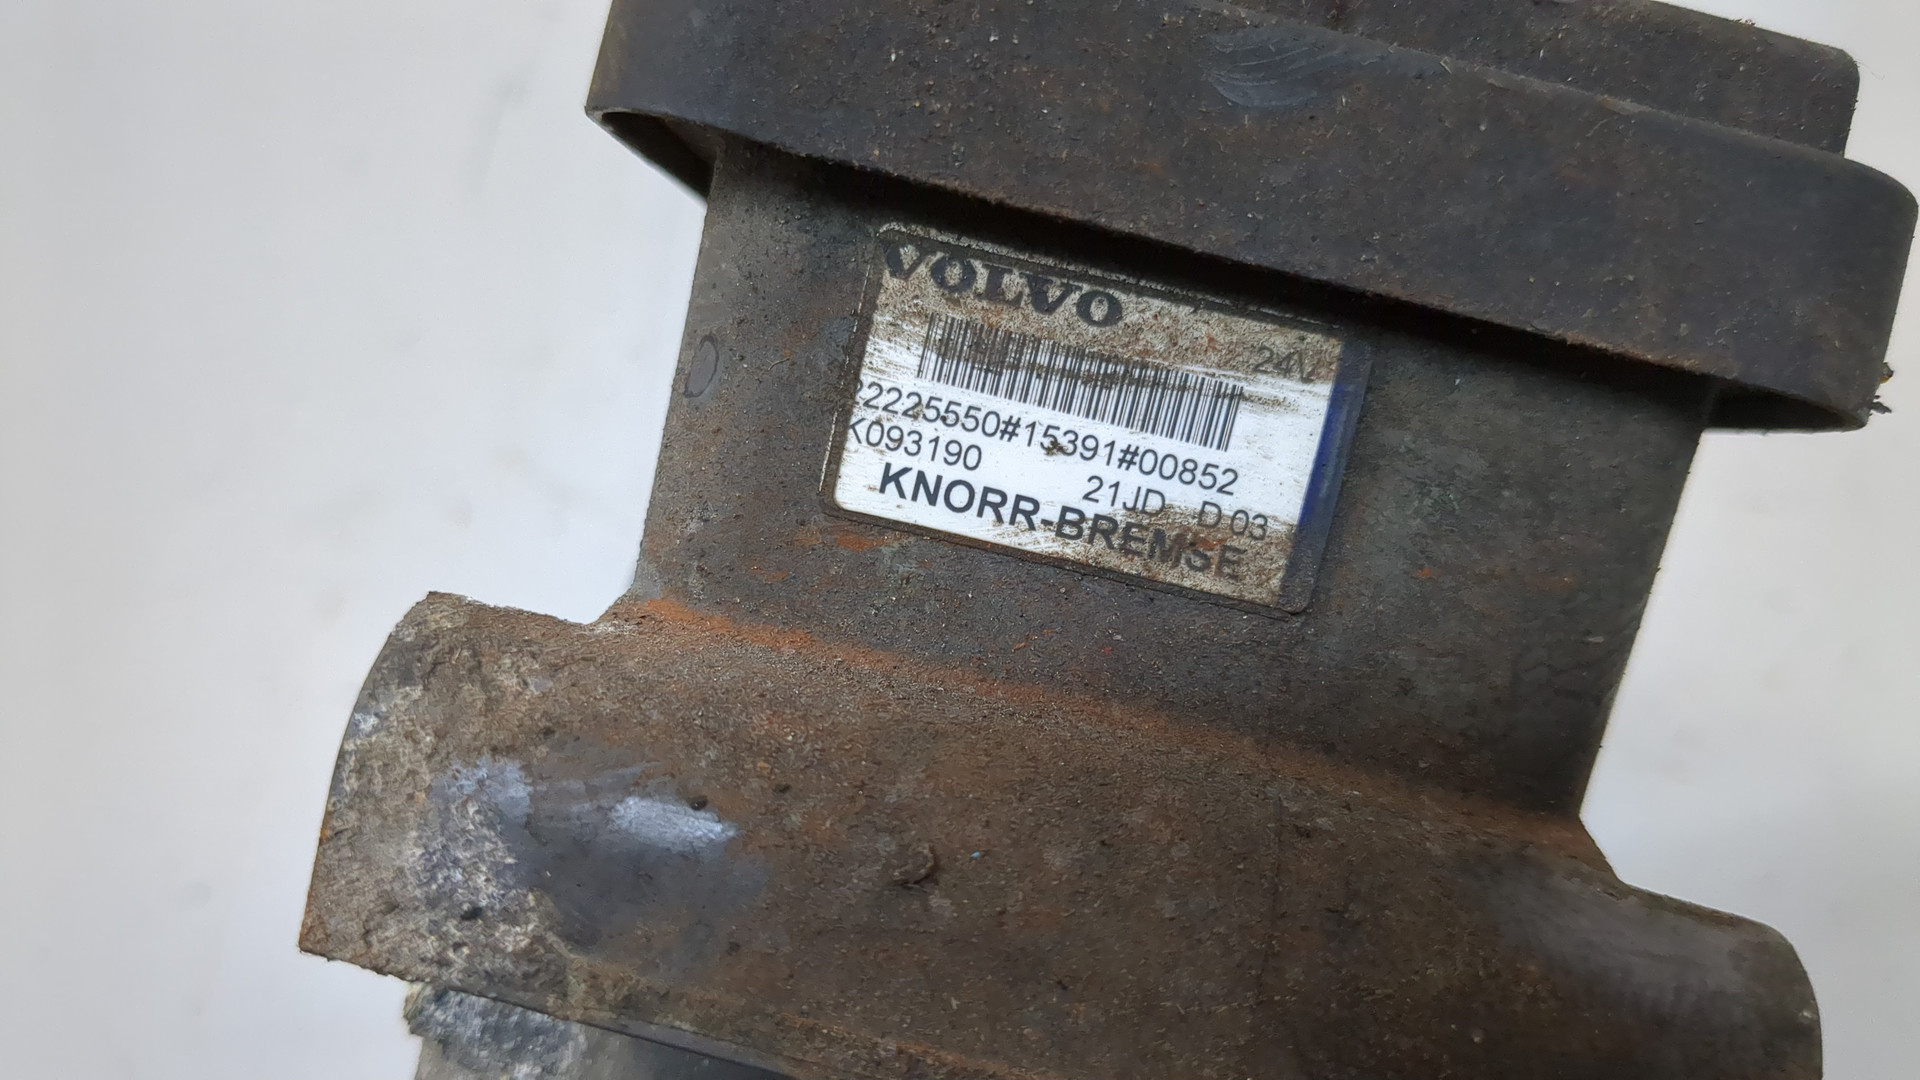 VOLVO
24V
22225550#15391#00852
K093190
21JD D03
KNORR-BREMSE